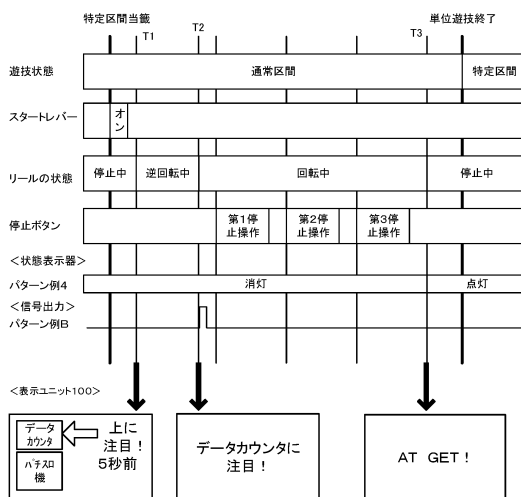 特定区間当籤
T1
T2
T3
単位遊技終了
遊技状態
通常区間
特定区間
スタートレバー
オン
リールの状態
停止中
逆回転中
回転中
停止中
停止ボタン
第1停
止操作
第2停
止操作
第3停
止操作
＜状態表示器＞
パターン例4
消灯
点灯
＜信号出力＞
パターン例B
＜表示ユニット100＞
データ
カウンタ
パチスロ
機
上に
注目！
5秒前
データカウンタに
注目！
AT GET！